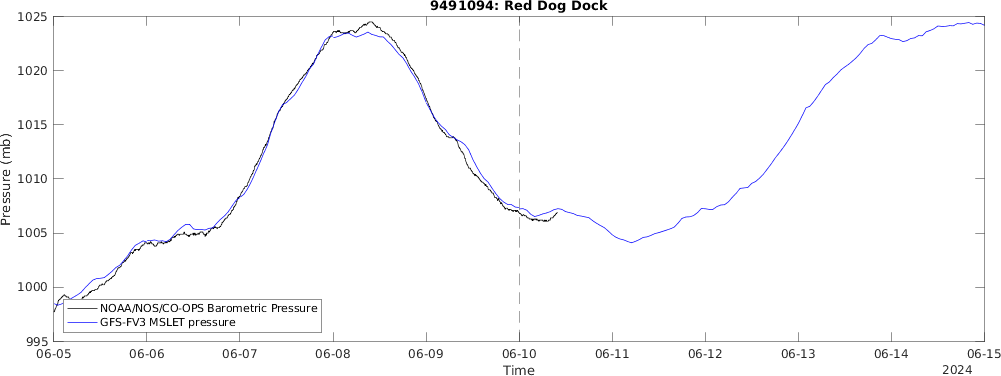 9491094: Red Dog Dock
Pressure (mb)
1025
1020
1015
1010
1005
1000
995
NOAA/NOS/CO-OPS Barometric Pressure
GFS-FV3 MSLET pressure
06-05 06-06 06-07 06-08 06-09 06-10 06-11 06-12 06-13 06-14 06-15
Time
2024